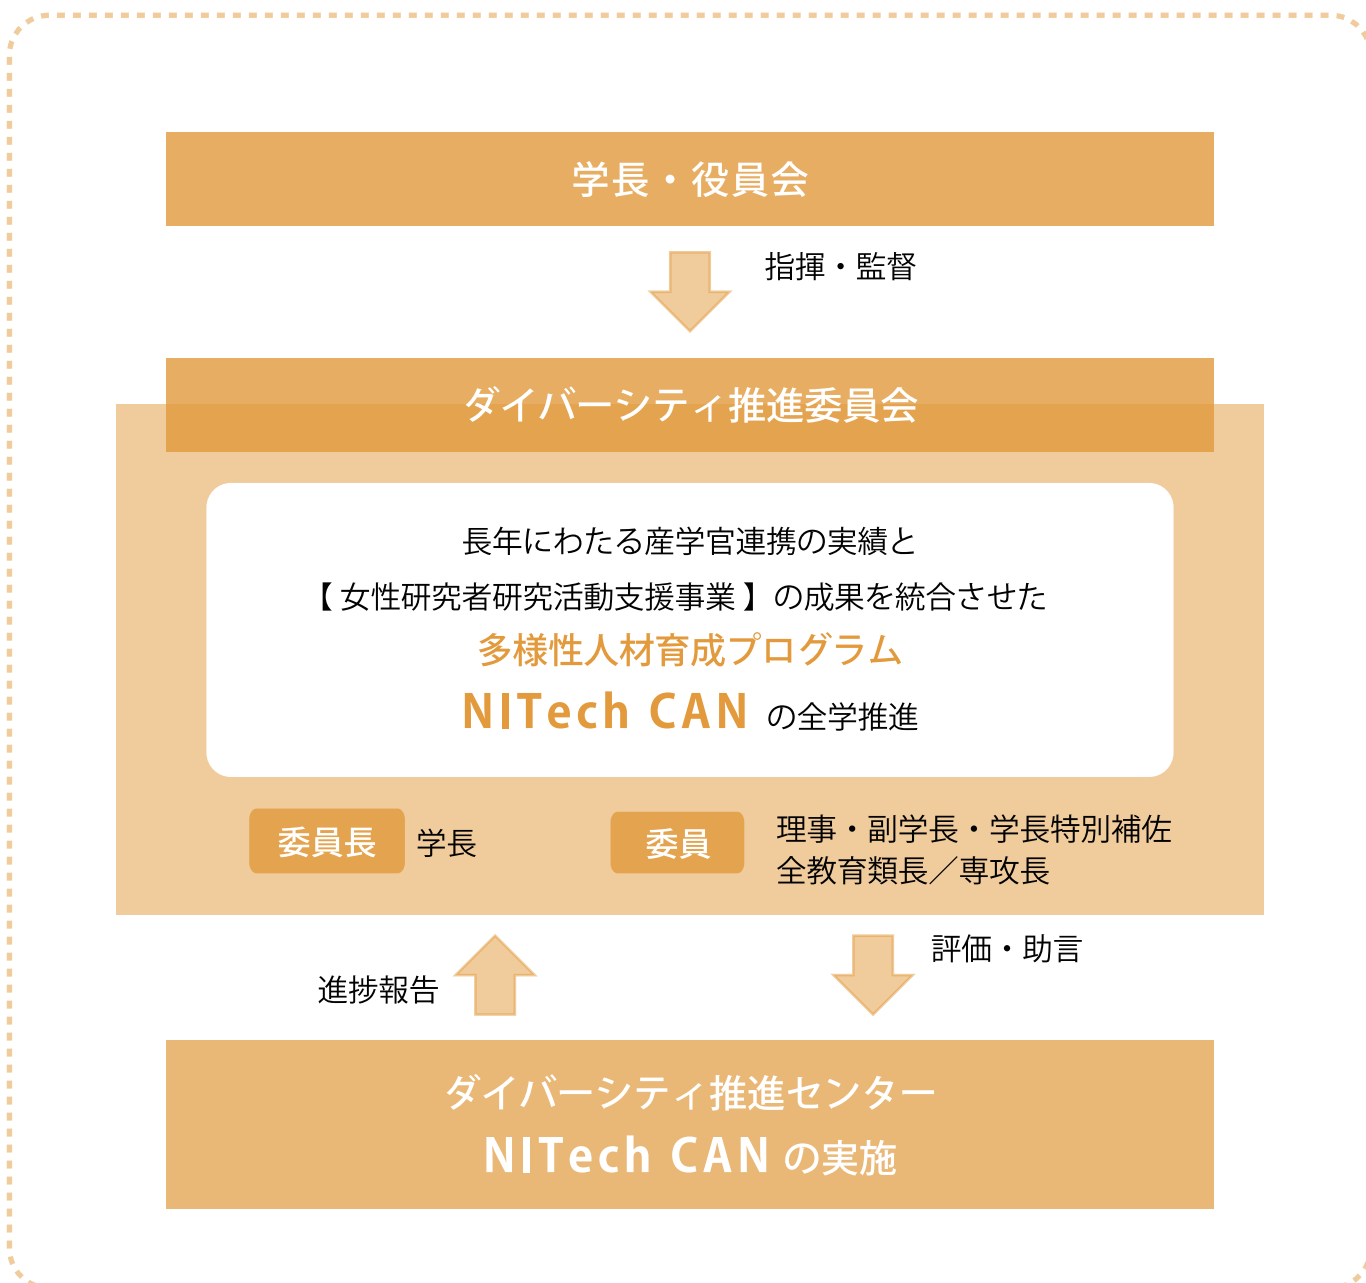 学長・役員会
指揮・監督
ダイバーシティ推進委員会
長年にわたる産学官連携の実績と
【 女性研究者研究活動支援事業 】の成果を統合させた
多様性人材育成プログラム
NITech CAN の全学推進
委員長 学長
委員 理事・副学長・学長特別補佐
全教育類長／専攻長
評価・助言
進捗報告
ダイバーシティ推進センター
NITech CAN の実施